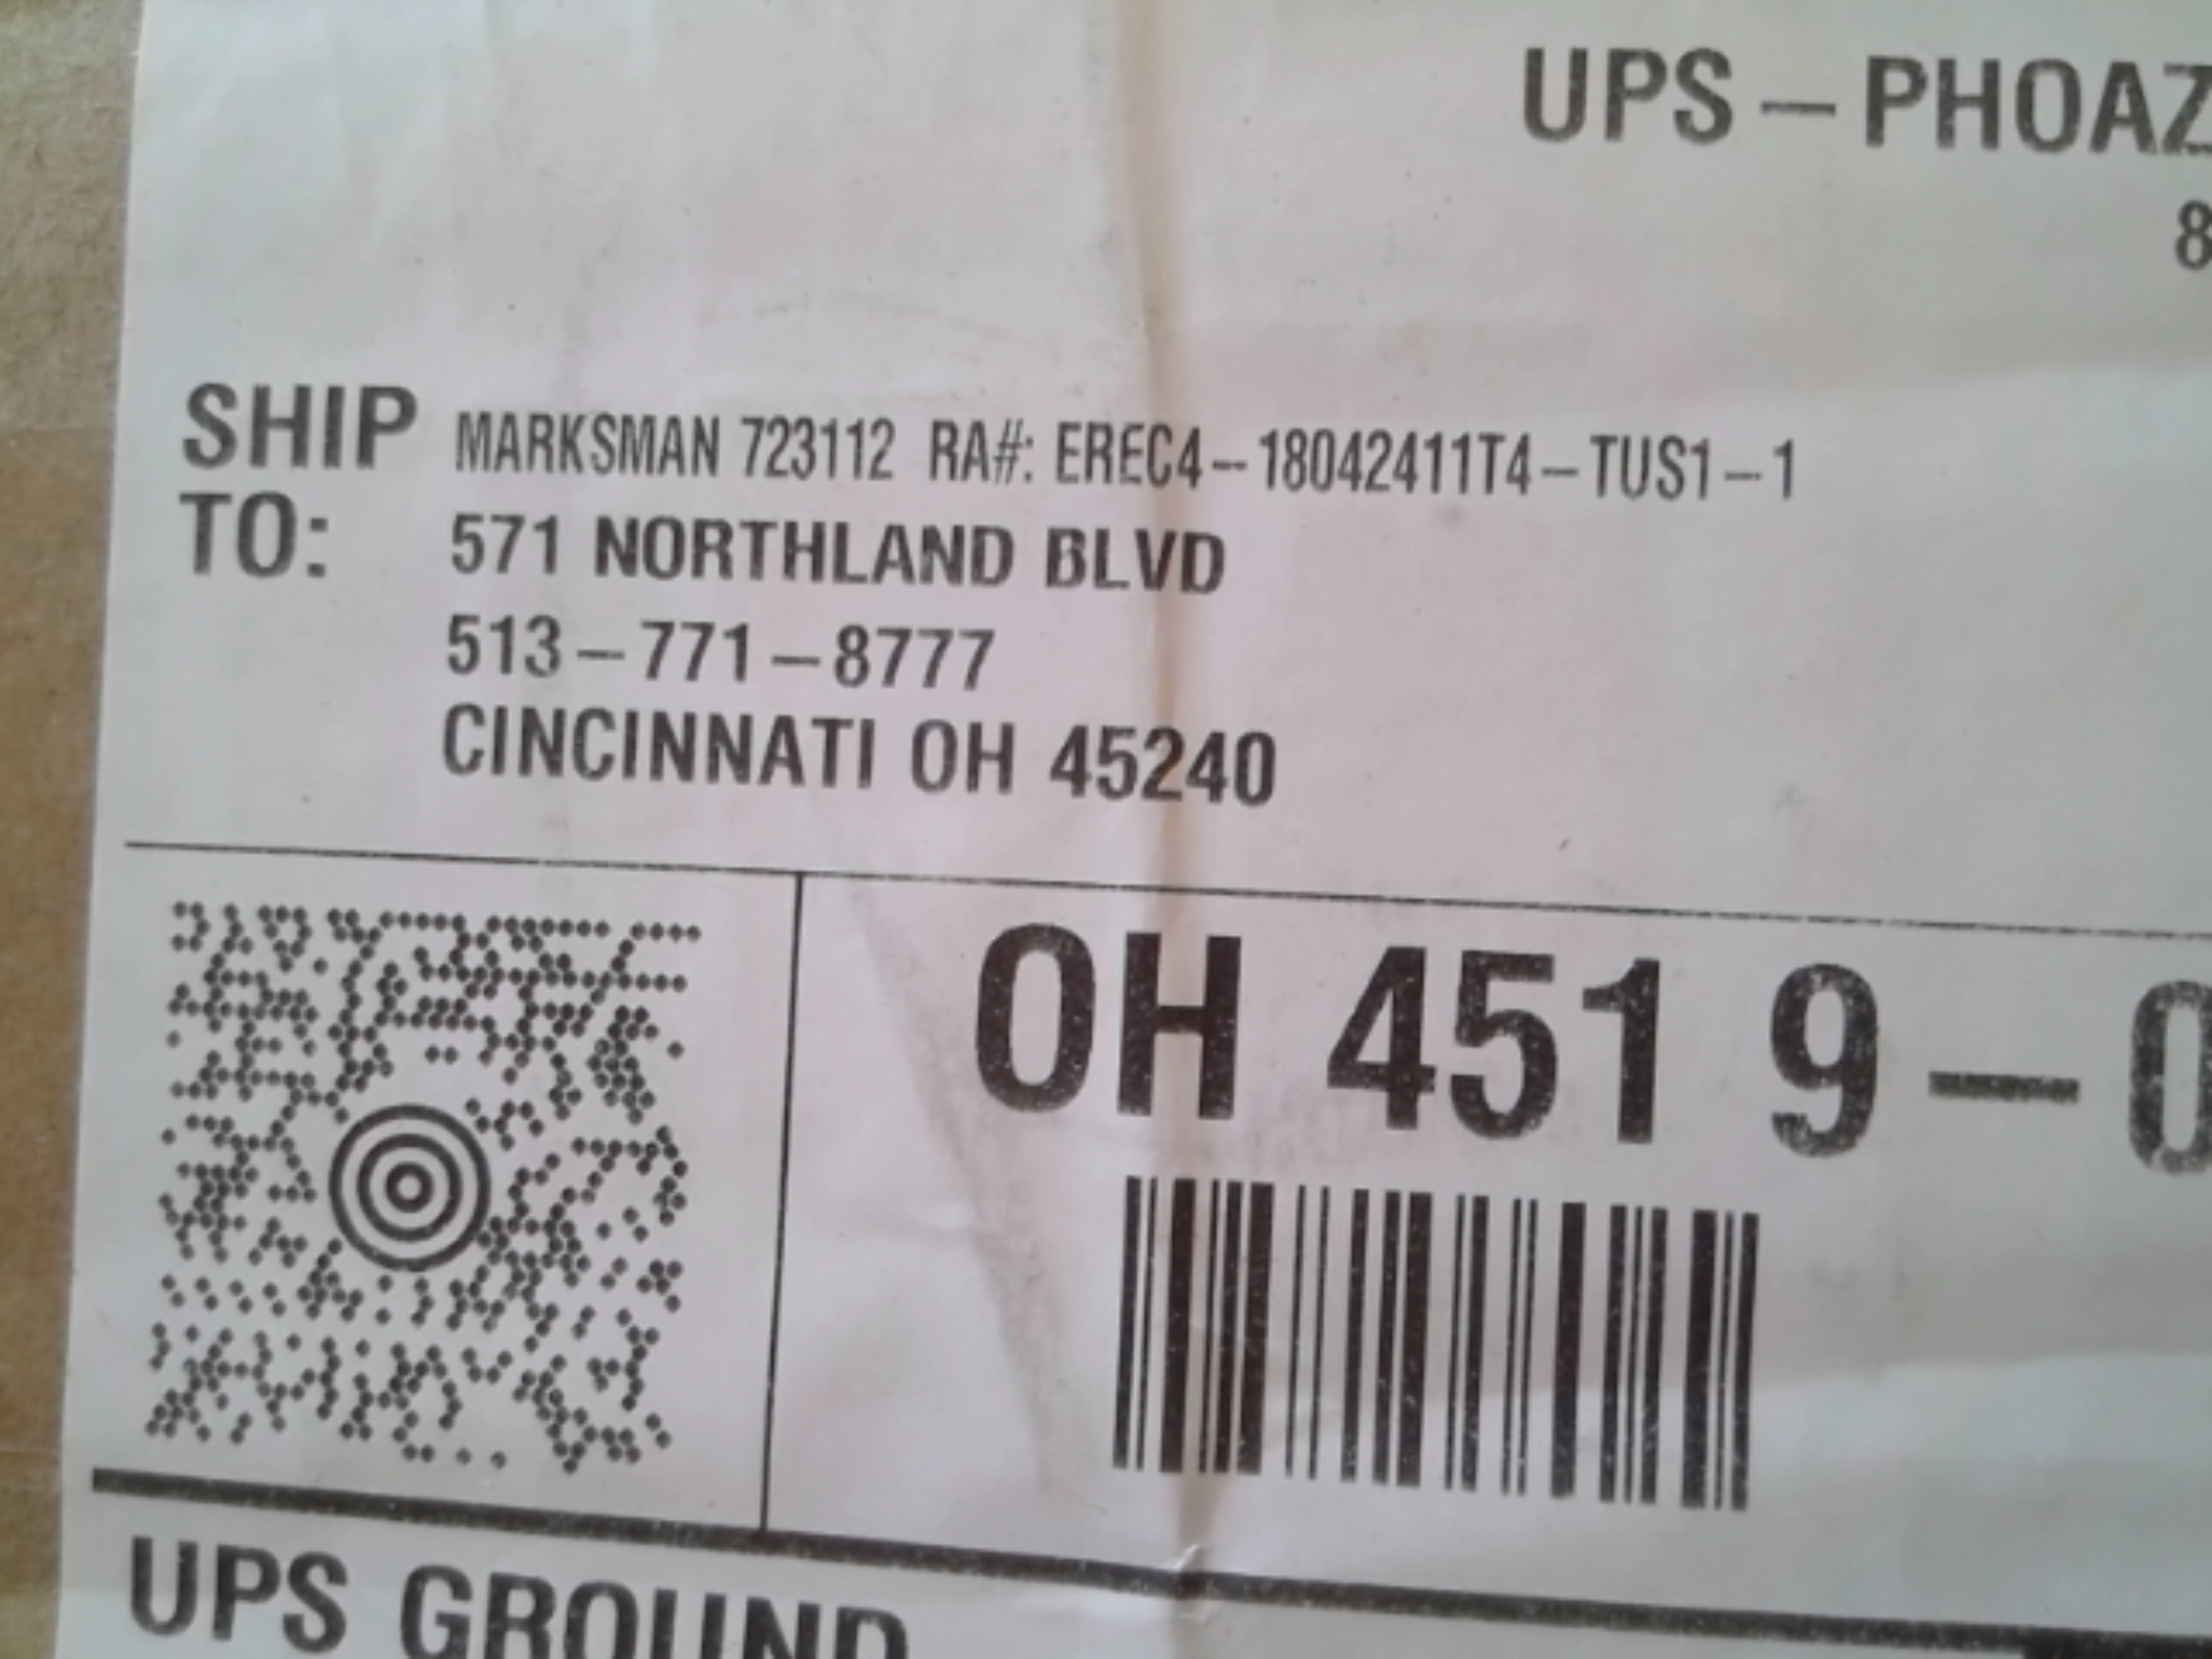 UPS – PHOAZ
8
SHIP TO: MARKSMAN 723112 RA#: EREC4–18042411T4–TUS1–1
571 NORTHLAND BLVD
513–771–8777
CINCINNATI OH 45240
OH 451 9–0
UPS GROUND